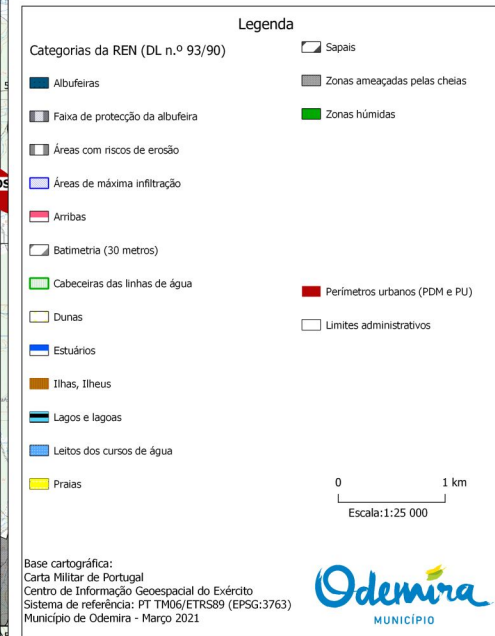 Legenda
Categorias da REN (DL n.º 93/90)
Albufeiras
Faixa de protecção da albufeira
Áreas com riscos de erosão
Áreas de máxima infiltração
Arribas
Batimetria (30 metros)
Cabeceiras das linhas de água
Dunas
Estuários
Ilhas, Ilheus
Lagos e lagoas
Leitos dos cursos de água
Praias
Sapais
Zonas ameaçadas pelas cheias
Zonas húmidas
Perímetros urbanos (PDM e PU)
Limites administrativos
0 1 km
Escala:1:25 000
Base cartográfica:
Carta Militar de Portugal
Centro de Informação Geoespacial do Exército
Sistema de referência: PT TM06/ETRS89 (EPSG:3763)
Município de Odemira - Março 2021
Odemira
MUNICÍPIO